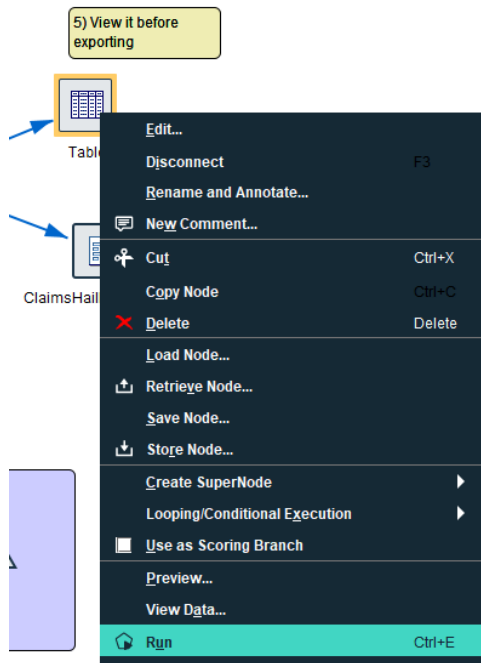 5) View it before
exporting
Edit...
Disconnect F3
Rename and Annotate...
New Comment...
Cut Ctrl+X
Copy Node Ctrl+C
Delete Delete
Load Node...
Retrieve Node...
Save Node...
Store Node...
Create SuperNode
Looping/Conditional Execution
Use as Scoring Branch
Preview...
View Data...
Run Ctrl+E
ClaimsHail